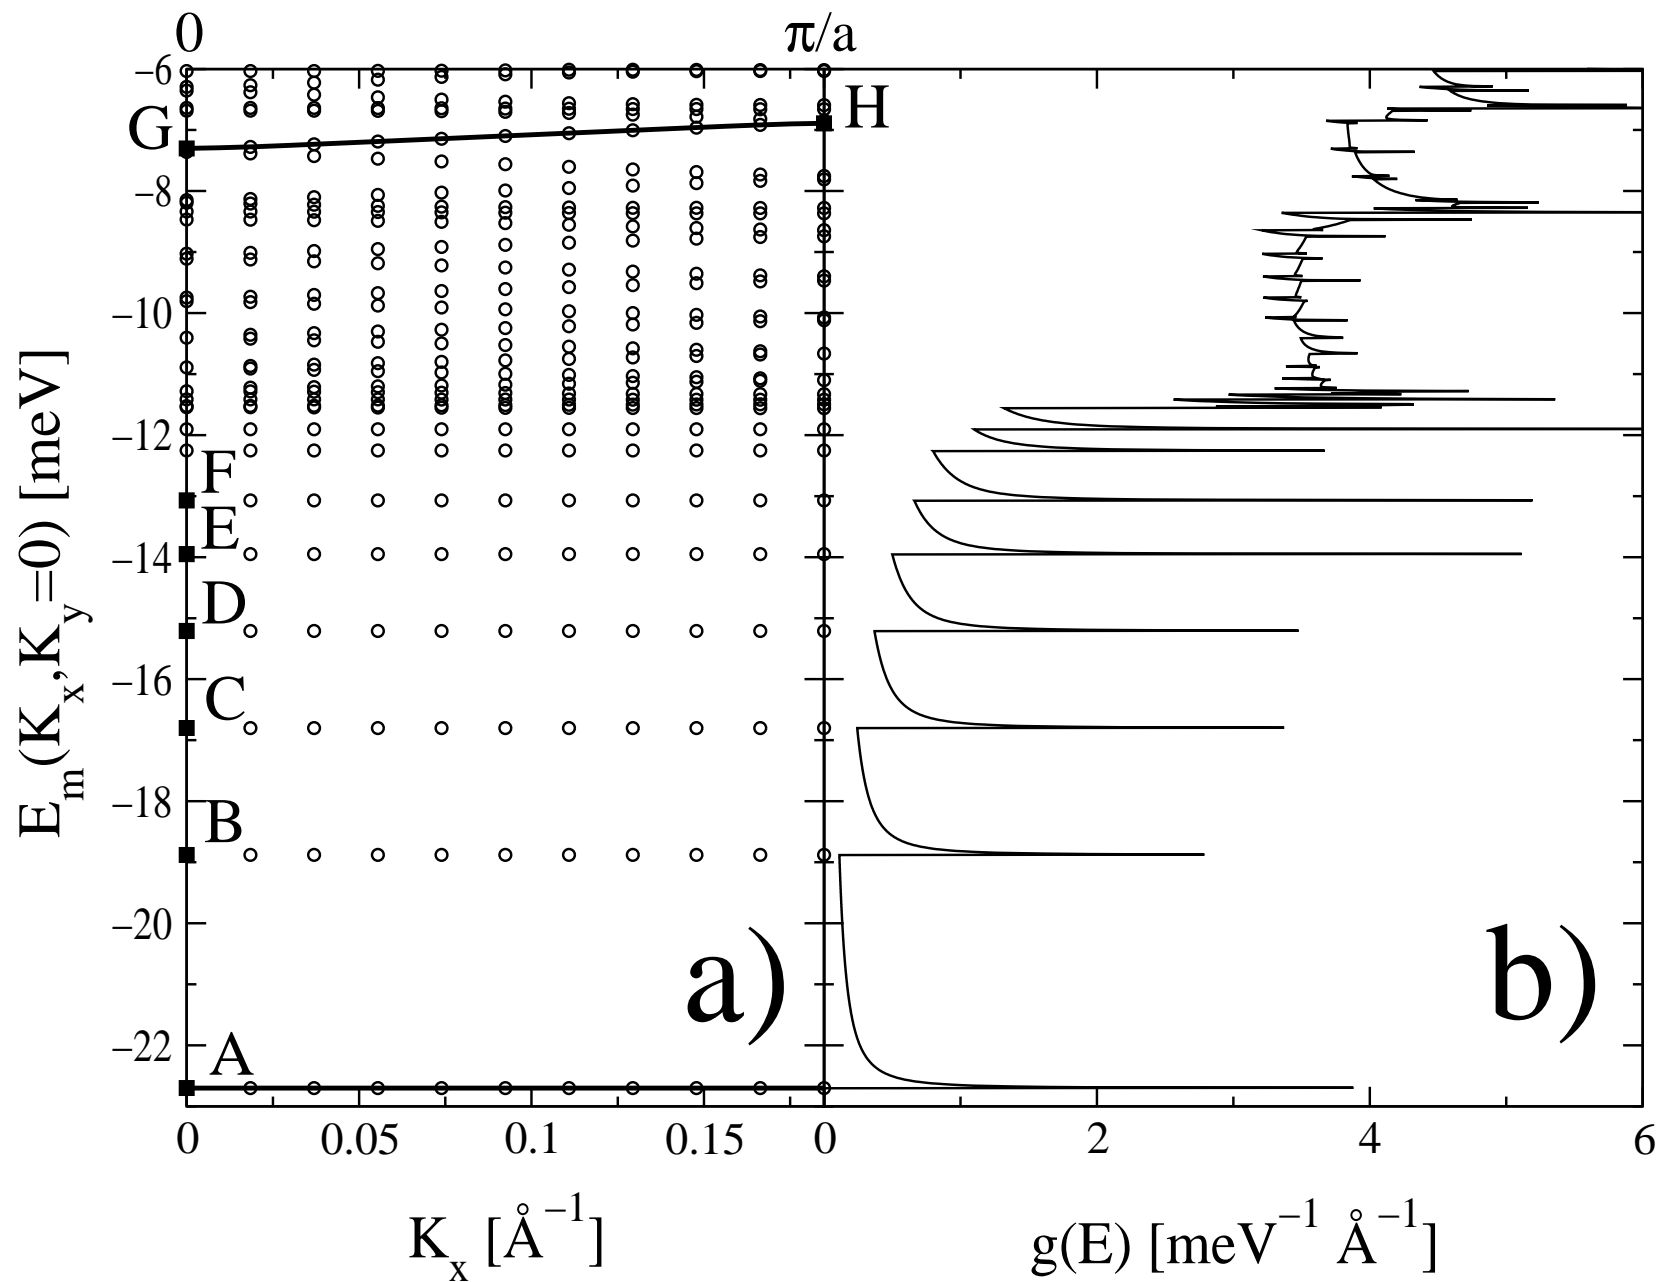 0 π/a
−6
G
H
−8
−10
−12
F
E
−14
D
−16
C
−18
B
−20
−22
A
a)
b)
E_m(K_x,K_y=0) [meV]
0 0.05 0.1 0.15 0 2 4 6
K_x [Å^−1]
g(E) [meV^−1 Å^−1]